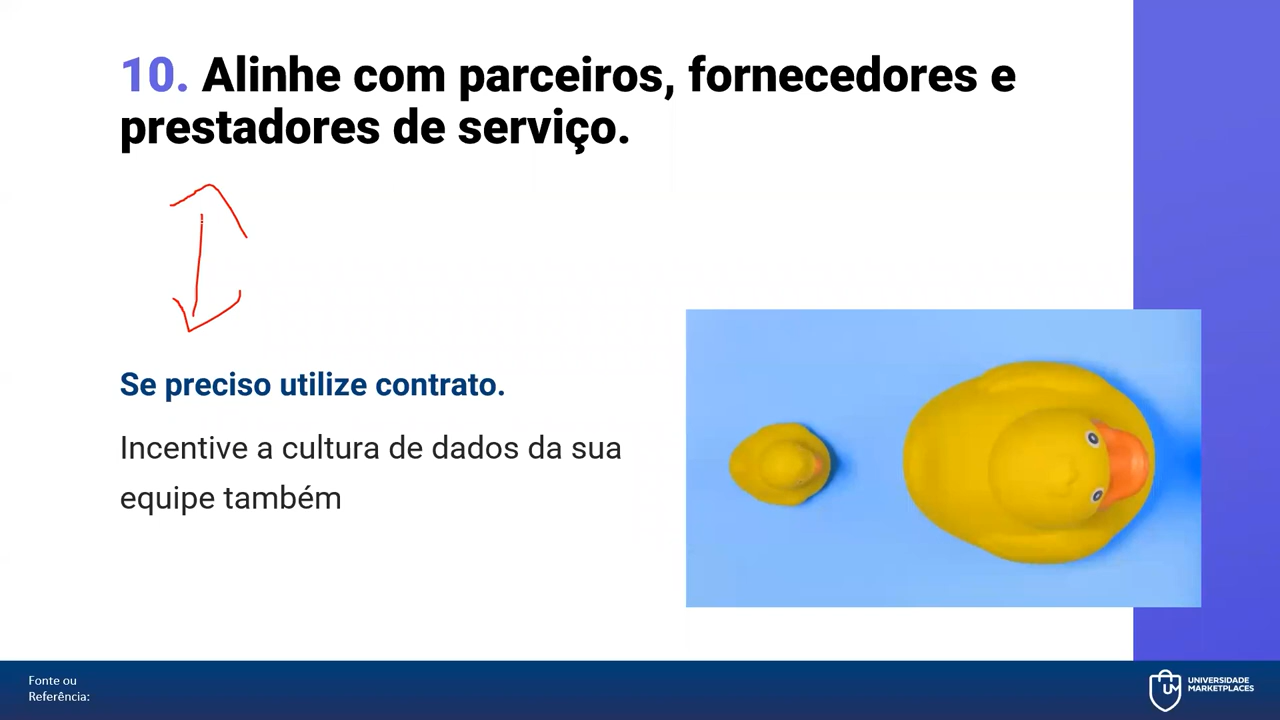 10. Alinhe com parceiros, fornecedores e
prestadores de serviço.
Se preciso utilize contrato.
Incentive a cultura de dados da sua
equipe também
Fonte ou
Referência:
UM
UNIVERSIDADE
MARKETPLACES